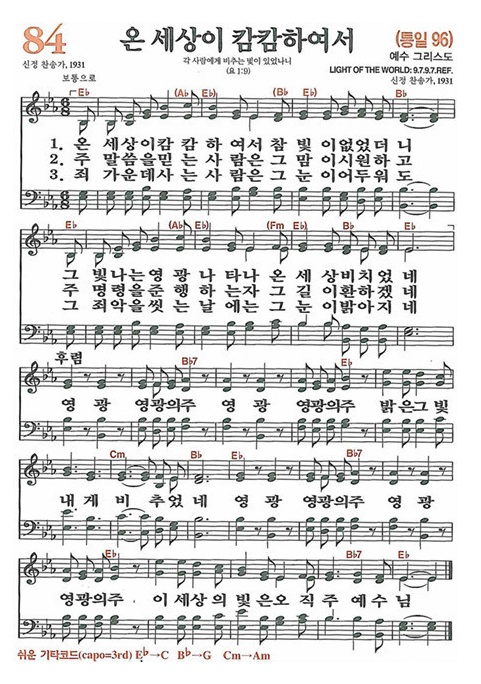 84 온 세상이 캄캄하여서 (통일 96)
신정 찬송가, 1931 각 사람에게 비추는 빛이 있었나니 예수 그리스도
(요 1:9) LIGHT OF THE WORLD: 9.7.9.7.REF.
보통으로 신정 찬송가, 1931
E♭ (A♭) (E♭) (B♭) (E♭) B♭
1. 온 세상이캄 캄 하 여서 참 빛 이없었더 니
2. 주 말씀을믿 는 사 람은 그 맘 이시원하 고
3. 죄 가운데사 는 사 람은 그 눈 이어두워 도
E♭ (A♭) (E♭) (Fm E♭) B♭ E♭
그 빛나는영 광 나 타나 온 세 상비치었 네
주 명령을준 행 하 는자 그 길 이환하겠 네
그 죄악을씻 는 날 에는 그 눈 이밝아지 네
후렴 B♭7 E♭
영 광 영광의주 영 광 영광의주 밝은그 빛
Cm B♭ E♭ B♭7
내 게 비 추었 네 영 광 영광의주 영 광
E♭ B♭7 E♭
영광의주 이 세상 의 빛은오 직 주 예수 님
쉬운 기타코드(capo=3rd) E♭→C B♭→G Cm→Am